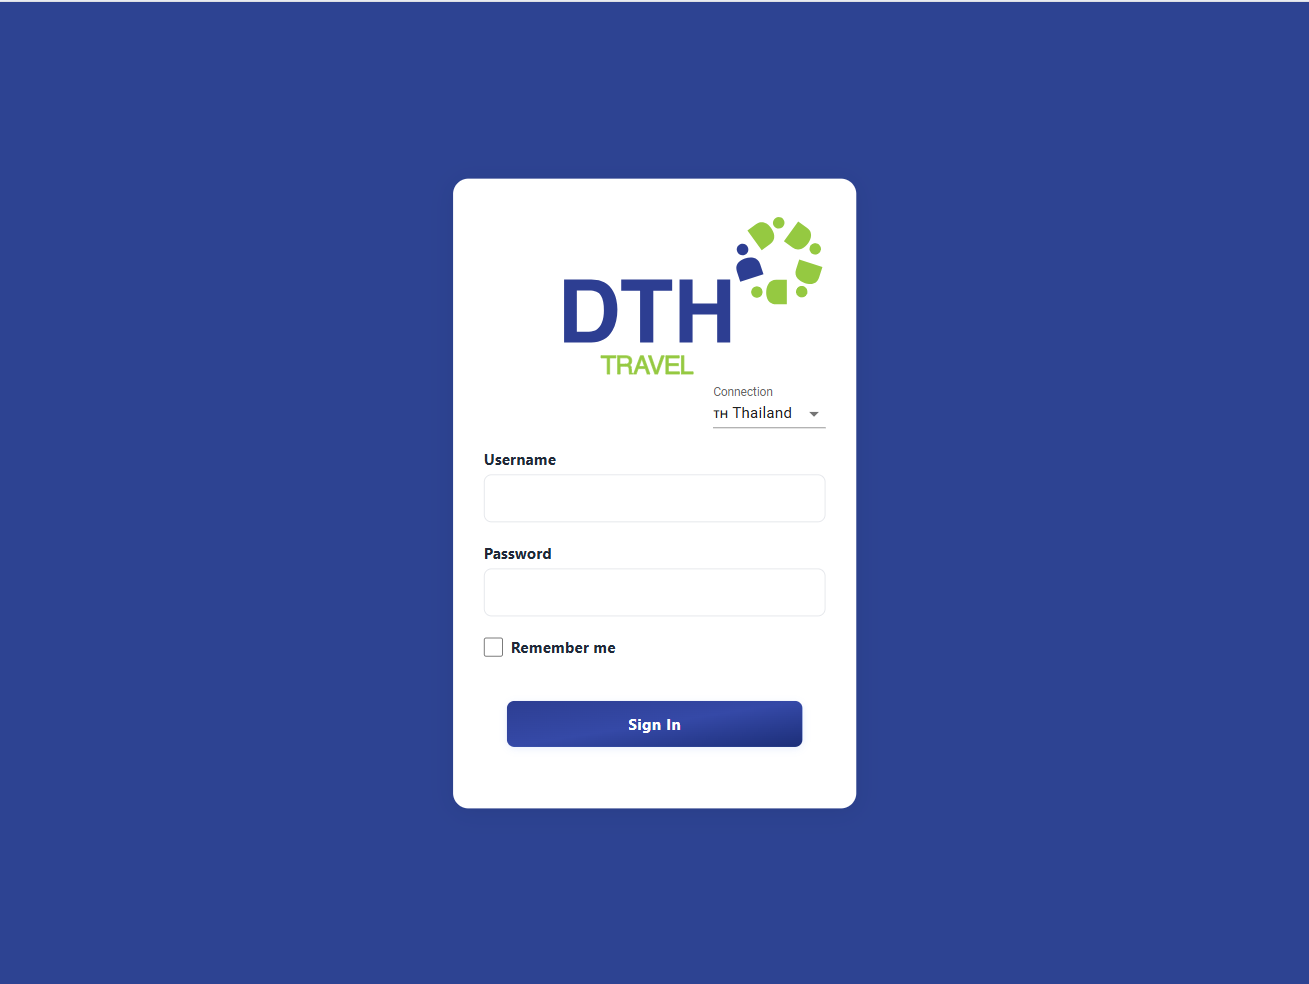 DTH
TRAVEL
Connection
TH Thailand
Username
Password
Remember me
Sign In